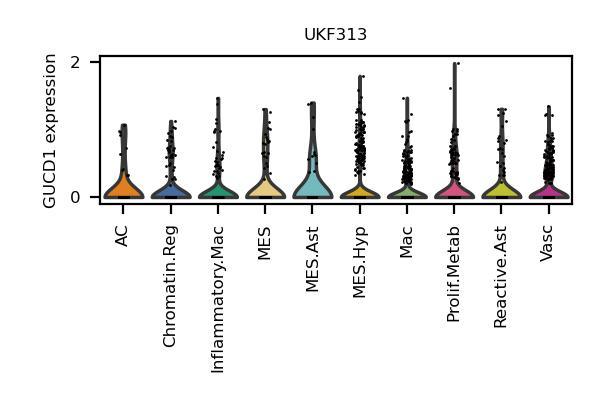 UKF313
GUCD1 expression
2
0
AC
Chromatin.Reg
Inflammatory.Mac
MES
MES.Ast
MES.Hyp
Mac
Prolif.Metab
Reactive.Ast
Vasc